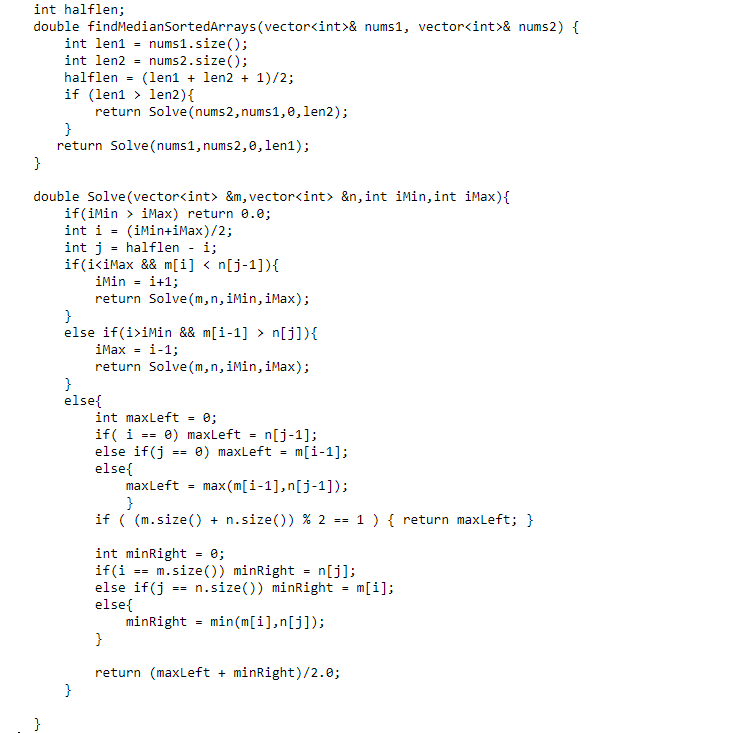 int halflen;
double findMedianSortedArrays(vector<int>& nums1, vector<int>& nums2) {
    int len1 = nums1.size();
    int len2 = nums2.size();
    halflen = (len1 + len2 + 1)/2;
    if (len1 > len2){
        return Solve(nums2,nums1,0,len2);
    }
   return Solve(nums1,nums2,0,len1);
}

double Solve(vector<int> &m,vector<int> &n,int iMin,int iMax){
    if(iMin > iMax) return 0.0;
    int i = (iMin+iMax)/2;
    int j = halflen - i;
    if(i<iMax && m[i] < n[j-1]){
        iMin = i+1;
        return Solve(m,n,iMin,iMax);
    }
    else if(i>iMin && m[i-1] > n[j]){
        iMax = i-1;
        return Solve(m,n,iMin,iMax);
    }
    else{
        int maxLeft = 0;
        if( i == 0) maxLeft = n[j-1];
        else if(j == 0) maxLeft = m[i-1];
        else{
            maxLeft = max(m[i-1],n[j-1]);
            }
        if ( (m.size() + n.size()) % 2 == 1 ) { return maxLeft; }

        int minRight = 0;
        if(i == m.size()) minRight = n[j];
        else if(j == n.size()) minRight = m[i];
        else{
            minRight = min(m[i],n[j]);
        }

        return (maxLeft + minRight)/2.0;
    }

}